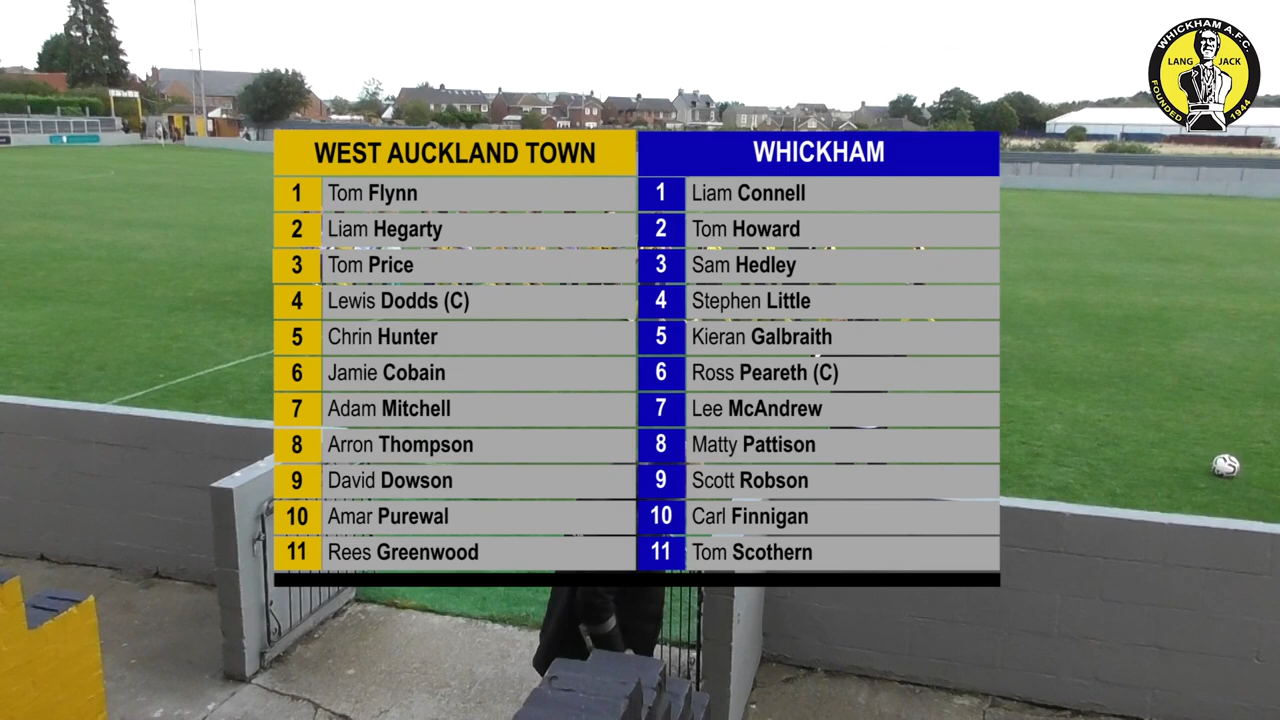 WHICKHAM A.F.C.
LANG JACK
FOUNDED 1944
WEST AUCKLAND TOWN
1 Tom Flynn
2 Liam Hegarty
3 Tom Price
4 Lewis Dodds (C)
5 Chrin Hunter
6 Jamie Cobain
7 Adam Mitchell
8 Arron Thompson
9 David Dowson
10 Amar Purewal
11 Rees Greenwood
WHICKHAM
1 Liam Connell
2 Tom Howard
3 Sam Hedley
4 Stephen Little
5 Kieran Galbraith
6 Ross Peareth (C)
7 Lee McAndrew
8 Matty Pattison
9 Scott Robson
10 Carl Finnigan
11 Tom Scothern